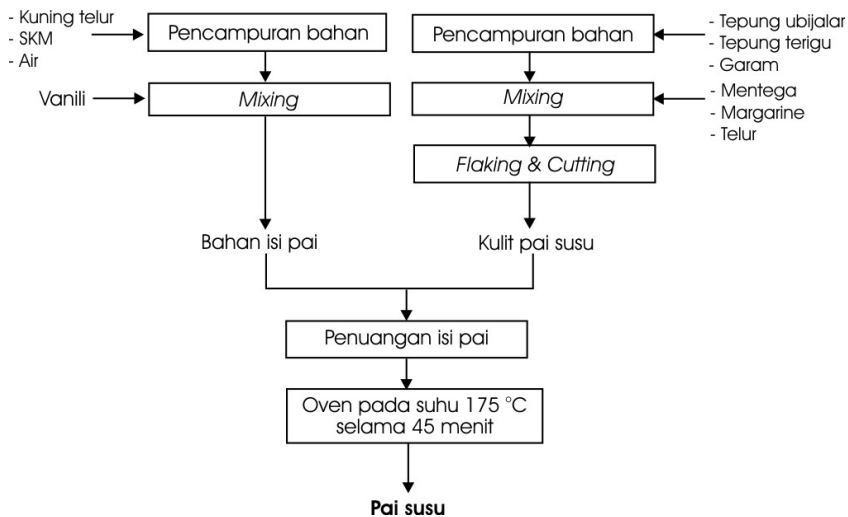 - Kuning telur
- SKM
- Air
Pencampuran bahan
Vanili
Mixing
Bahan isi pai
Pencampuran bahan
- Tepung ubijalar
- Tepung terigu
- Garam
Mixing
- Mentega
- Margarine
- Telur
Flaking & Cutting
Kulit pai susu
Penuangan isi pai
Oven pada suhu 175 °C
selama 45 menit
Pai susu